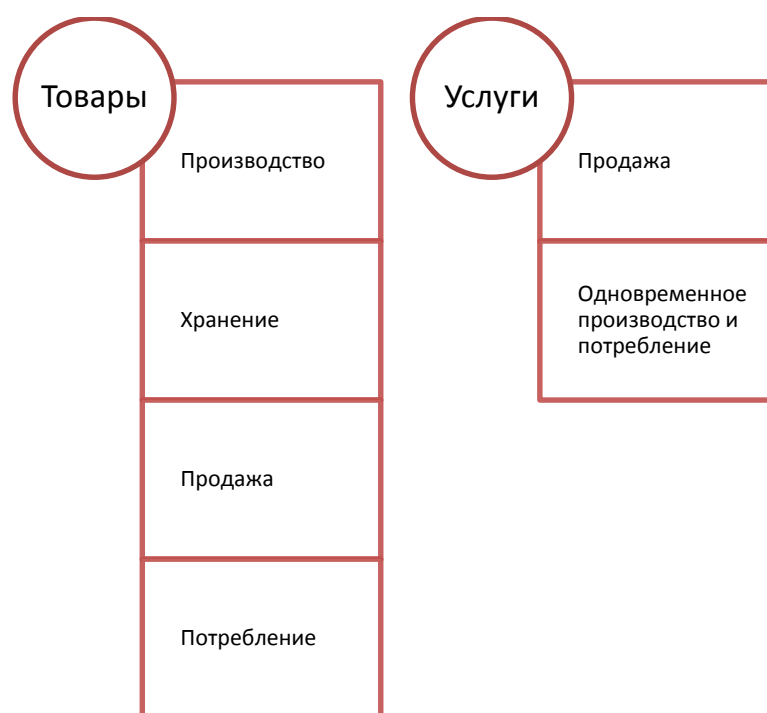 Товары
Производство
Хранение
Продажа
Потребление
Услуги
Продажа
Одновременное
производство и
потребление